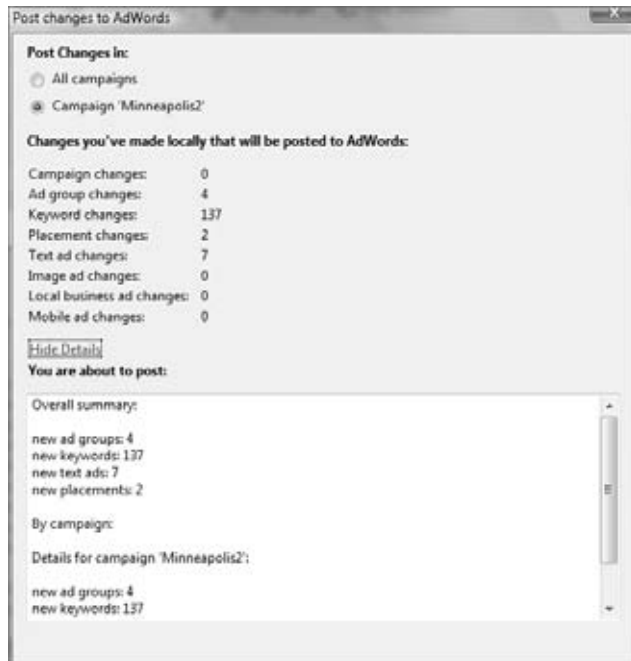 Post changes to AdWords
Post Changes in:
All campaigns
Campaign 'Minneapolis2'
Changes you've made locally that will be posted to AdWords:
Campaign changes: 0
Ad group changes: 4
Keyword changes: 137
Placement changes: 2
Text ad changes: 7
Image ad changes: 0
Local business ad changes: 0
Mobile ad changes: 0
Hide Details
You are about to post:
Overall summary:
new ad groups: 4
new keywords: 137
new text ads: 7
new placements: 2
By campaign:
Details for campaign 'Minneapolis2':
new ad groups: 4
new keywords: 137